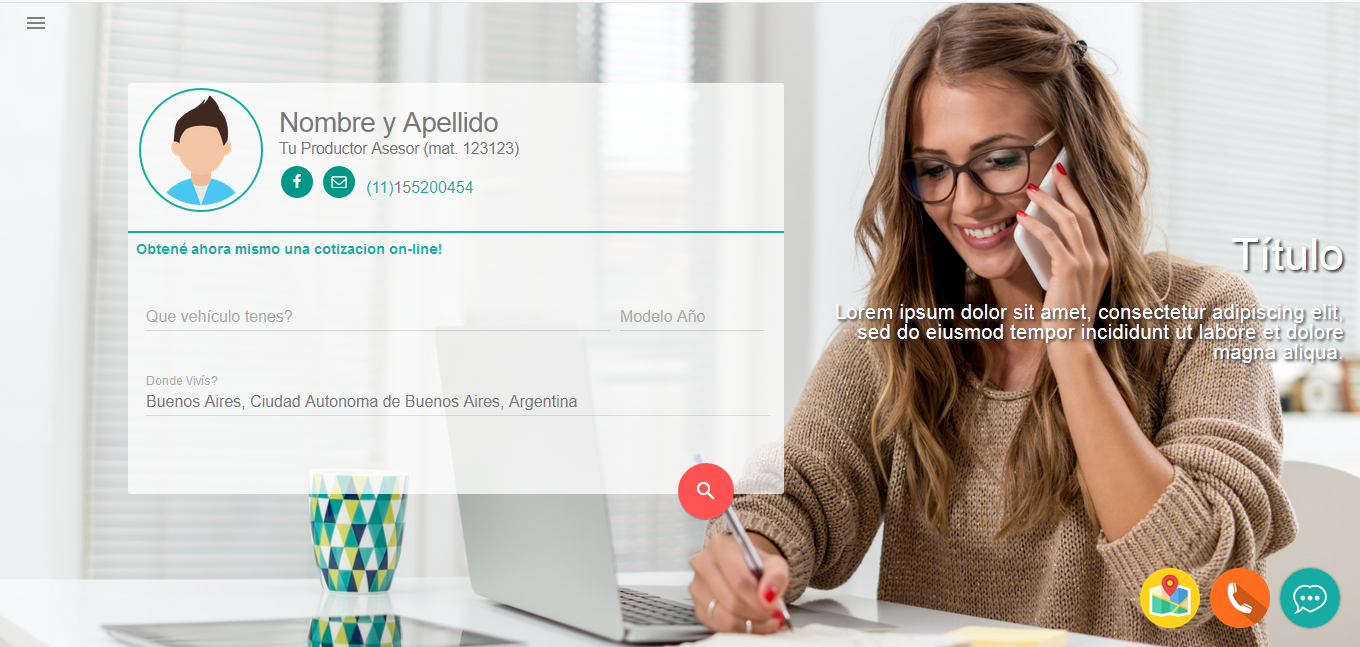 Nombre y Apellido
Tu Productor Asesor (mat. 123123)
(11)155200454
Obtené ahora mismo una cotizacion on-line!
Que vehículo tenes?
Modelo Año
Donde Vivís?
Buenos Aires, Ciudad Autonoma de Buenos Aires, Argentina
Título
Lorem ipsum dolor sit amet, consectetur adipiscing elit,
sed do eiusmod tempor incididunt ut labore et dolore
magna aliqua.